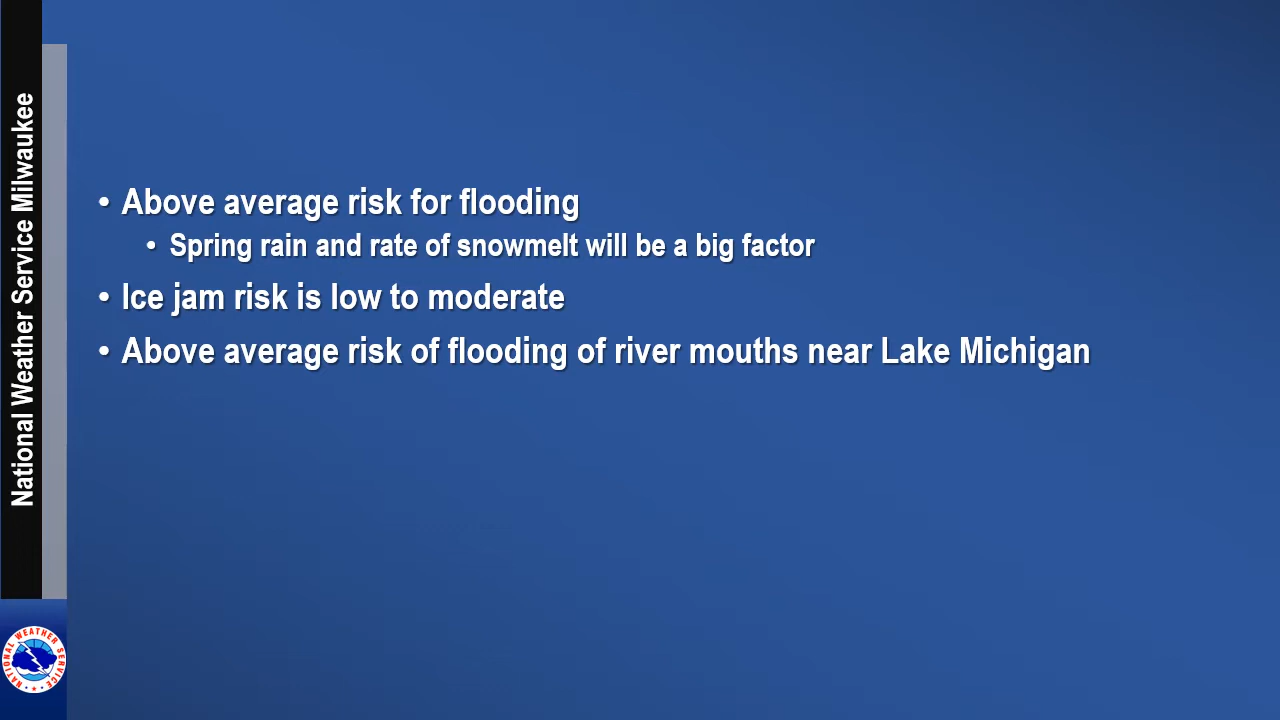 National Weather Service Milwaukee
• Above average risk for flooding
• Spring rain and rate of snowmelt will be a big factor
• Ice jam risk is low to moderate
• Above average risk of flooding of river mouths near Lake Michigan
NATIONAL WEATHER SERVICE